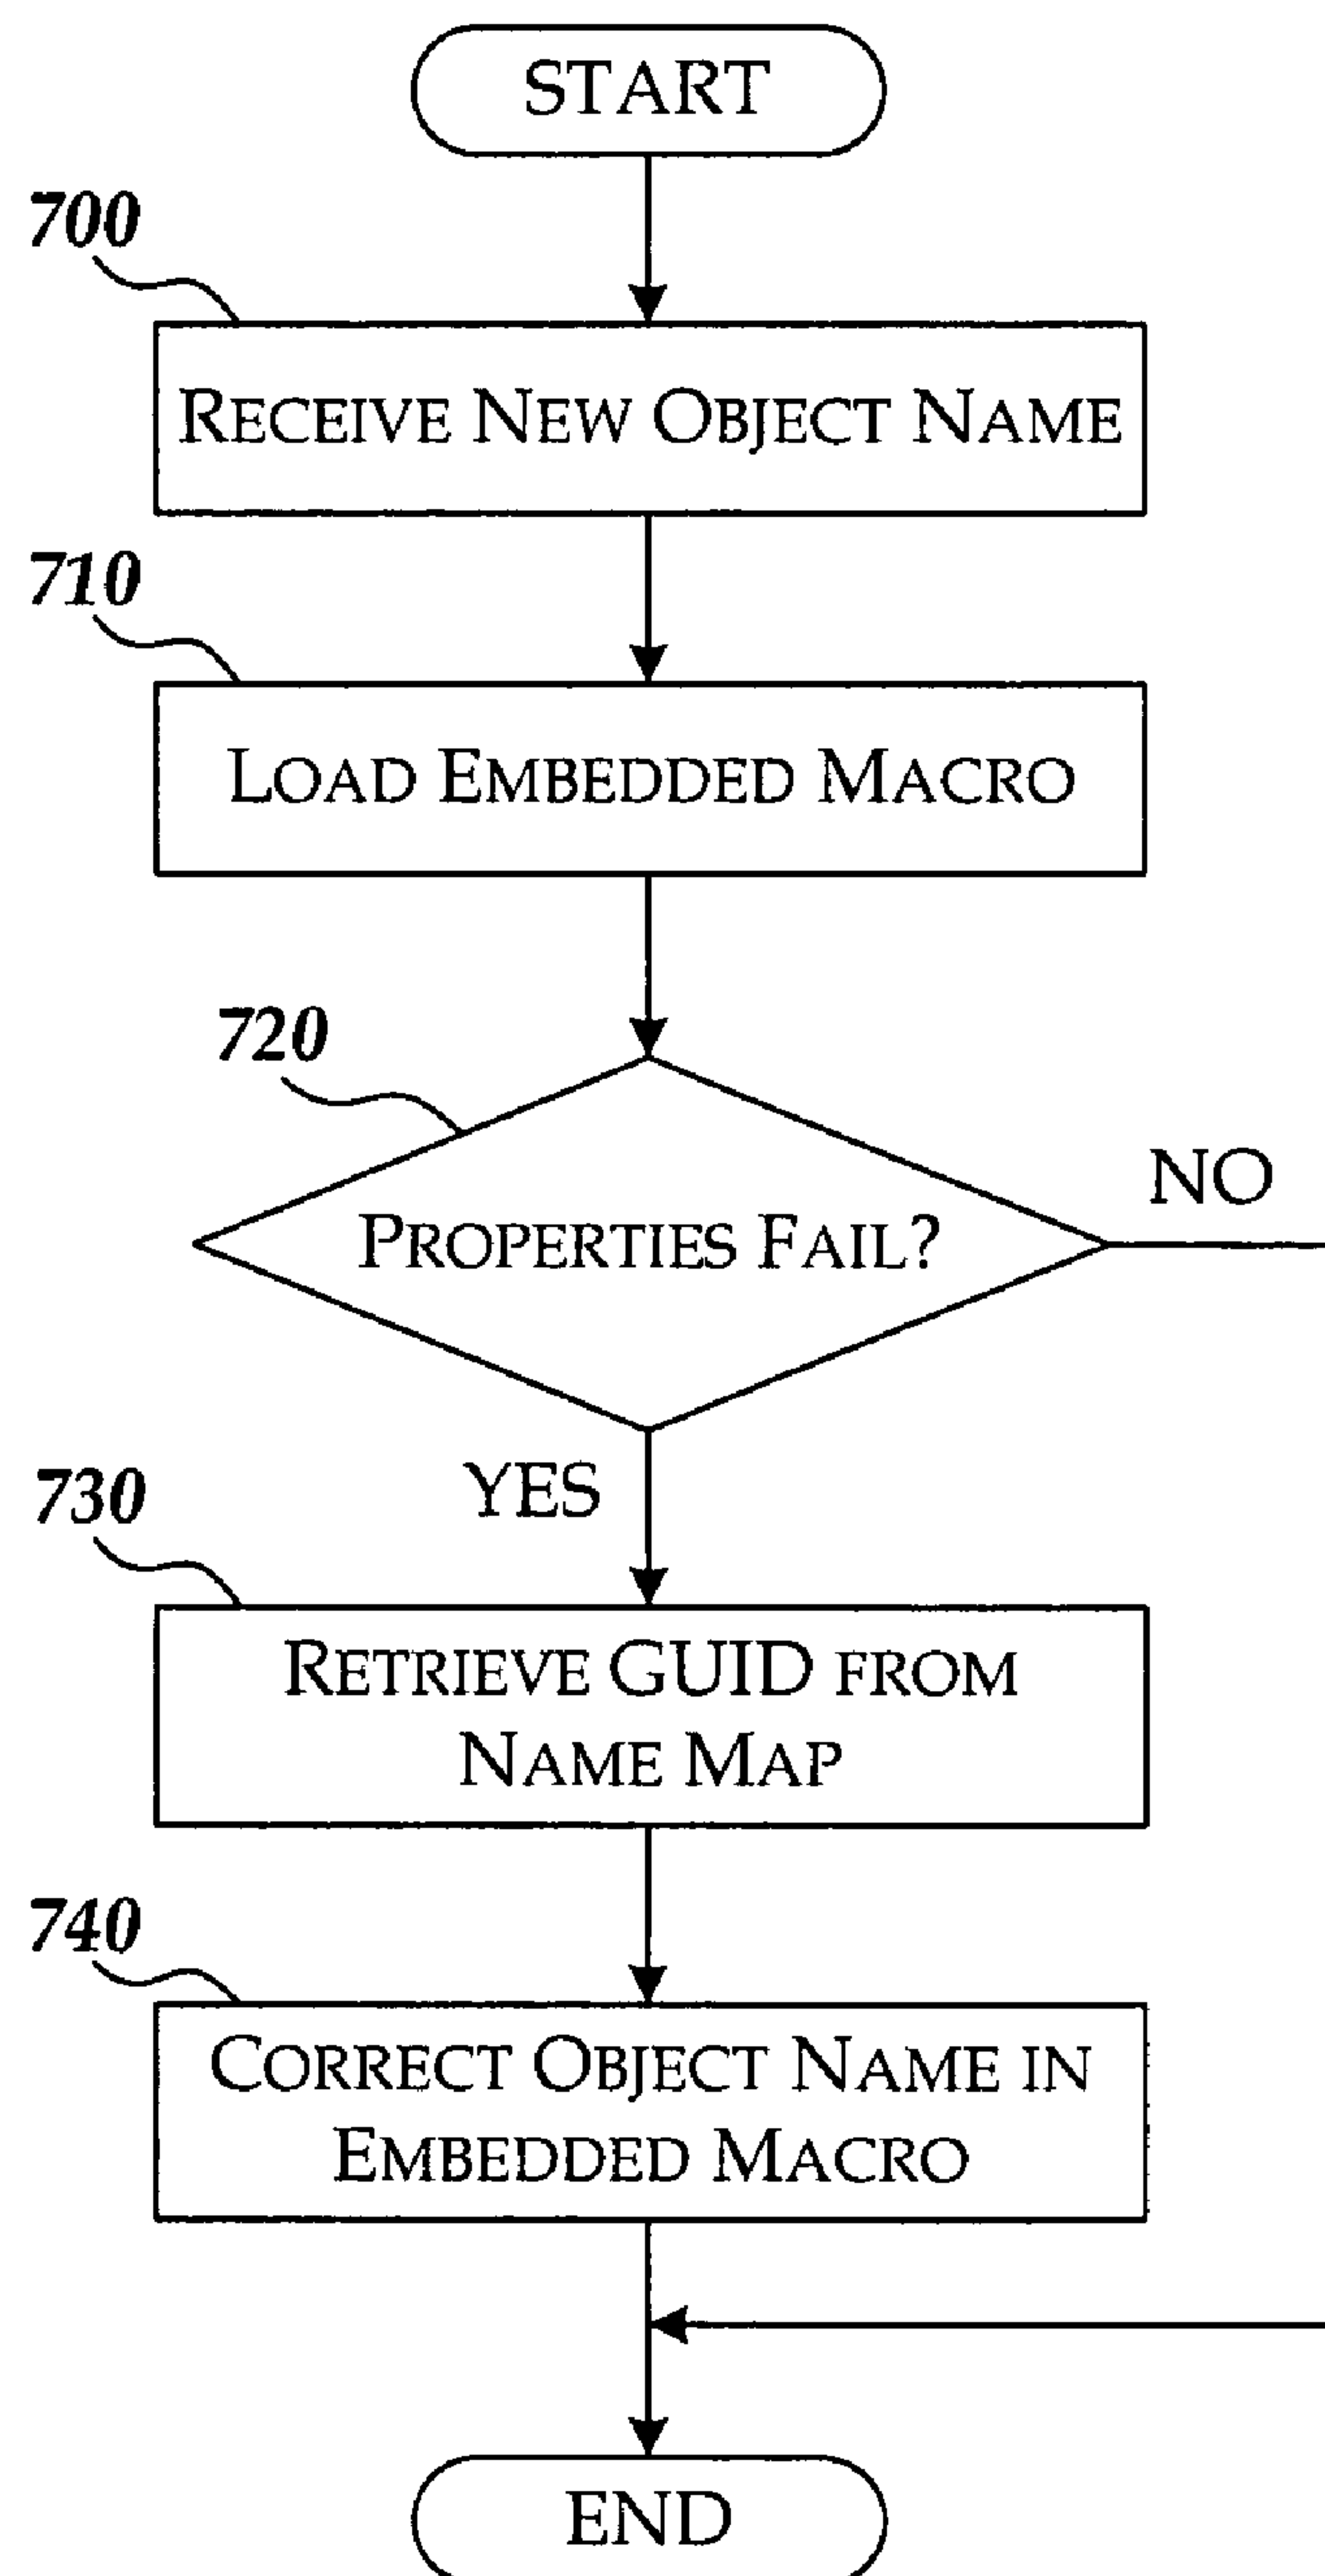 START
700
RECEIVE NEW OBJECT NAME
710
LOAD EMBEDDED MACRO
720
PROPERTIES FAIL?
NO
YES
730
RETRIEVE GUID FROM
NAME MAP
740
CORRECT OBJECT NAME IN
EMBEDDED MACRO
END